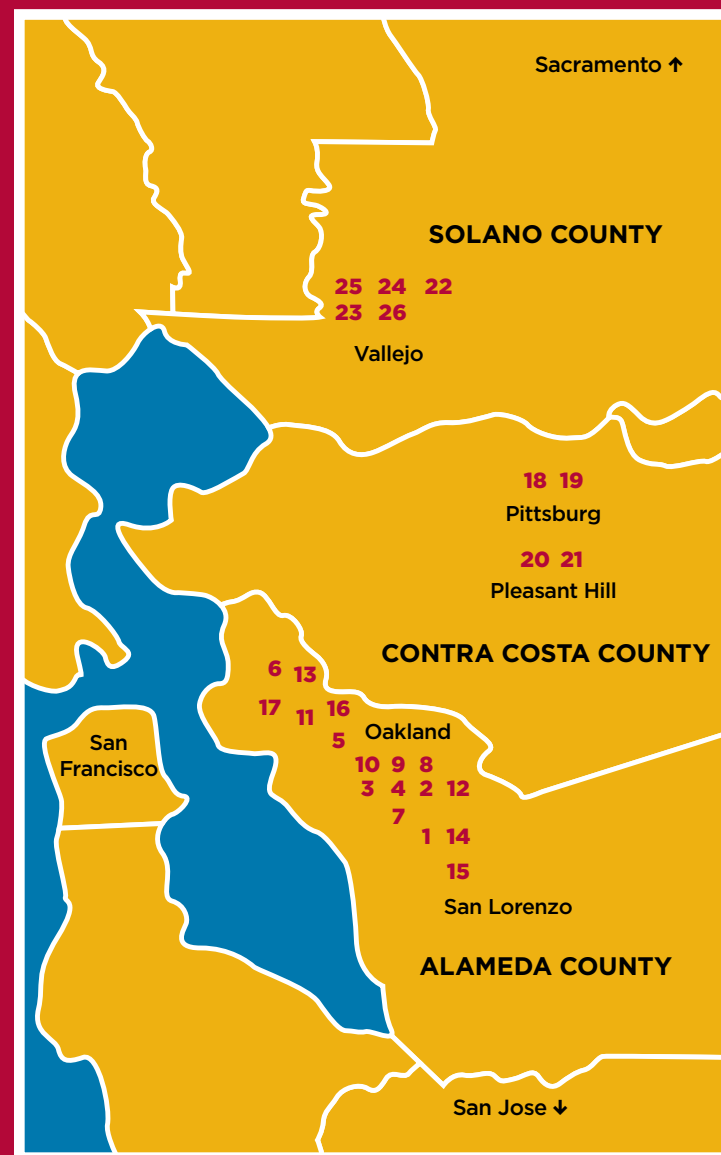 Sacramento ↑
SOLANO COUNTY
25 24 22
23 26
Vallejo
18 19
Pittsburg
20 21
Pleasant Hill
CONTRA COSTA COUNTY
6 13
17 11 16
Oakland
5
San
Francisco
10 9 8
3 4 2 12
7
1 14
15
San Lorenzo
ALAMEDA COUNTY
San Jose ↓